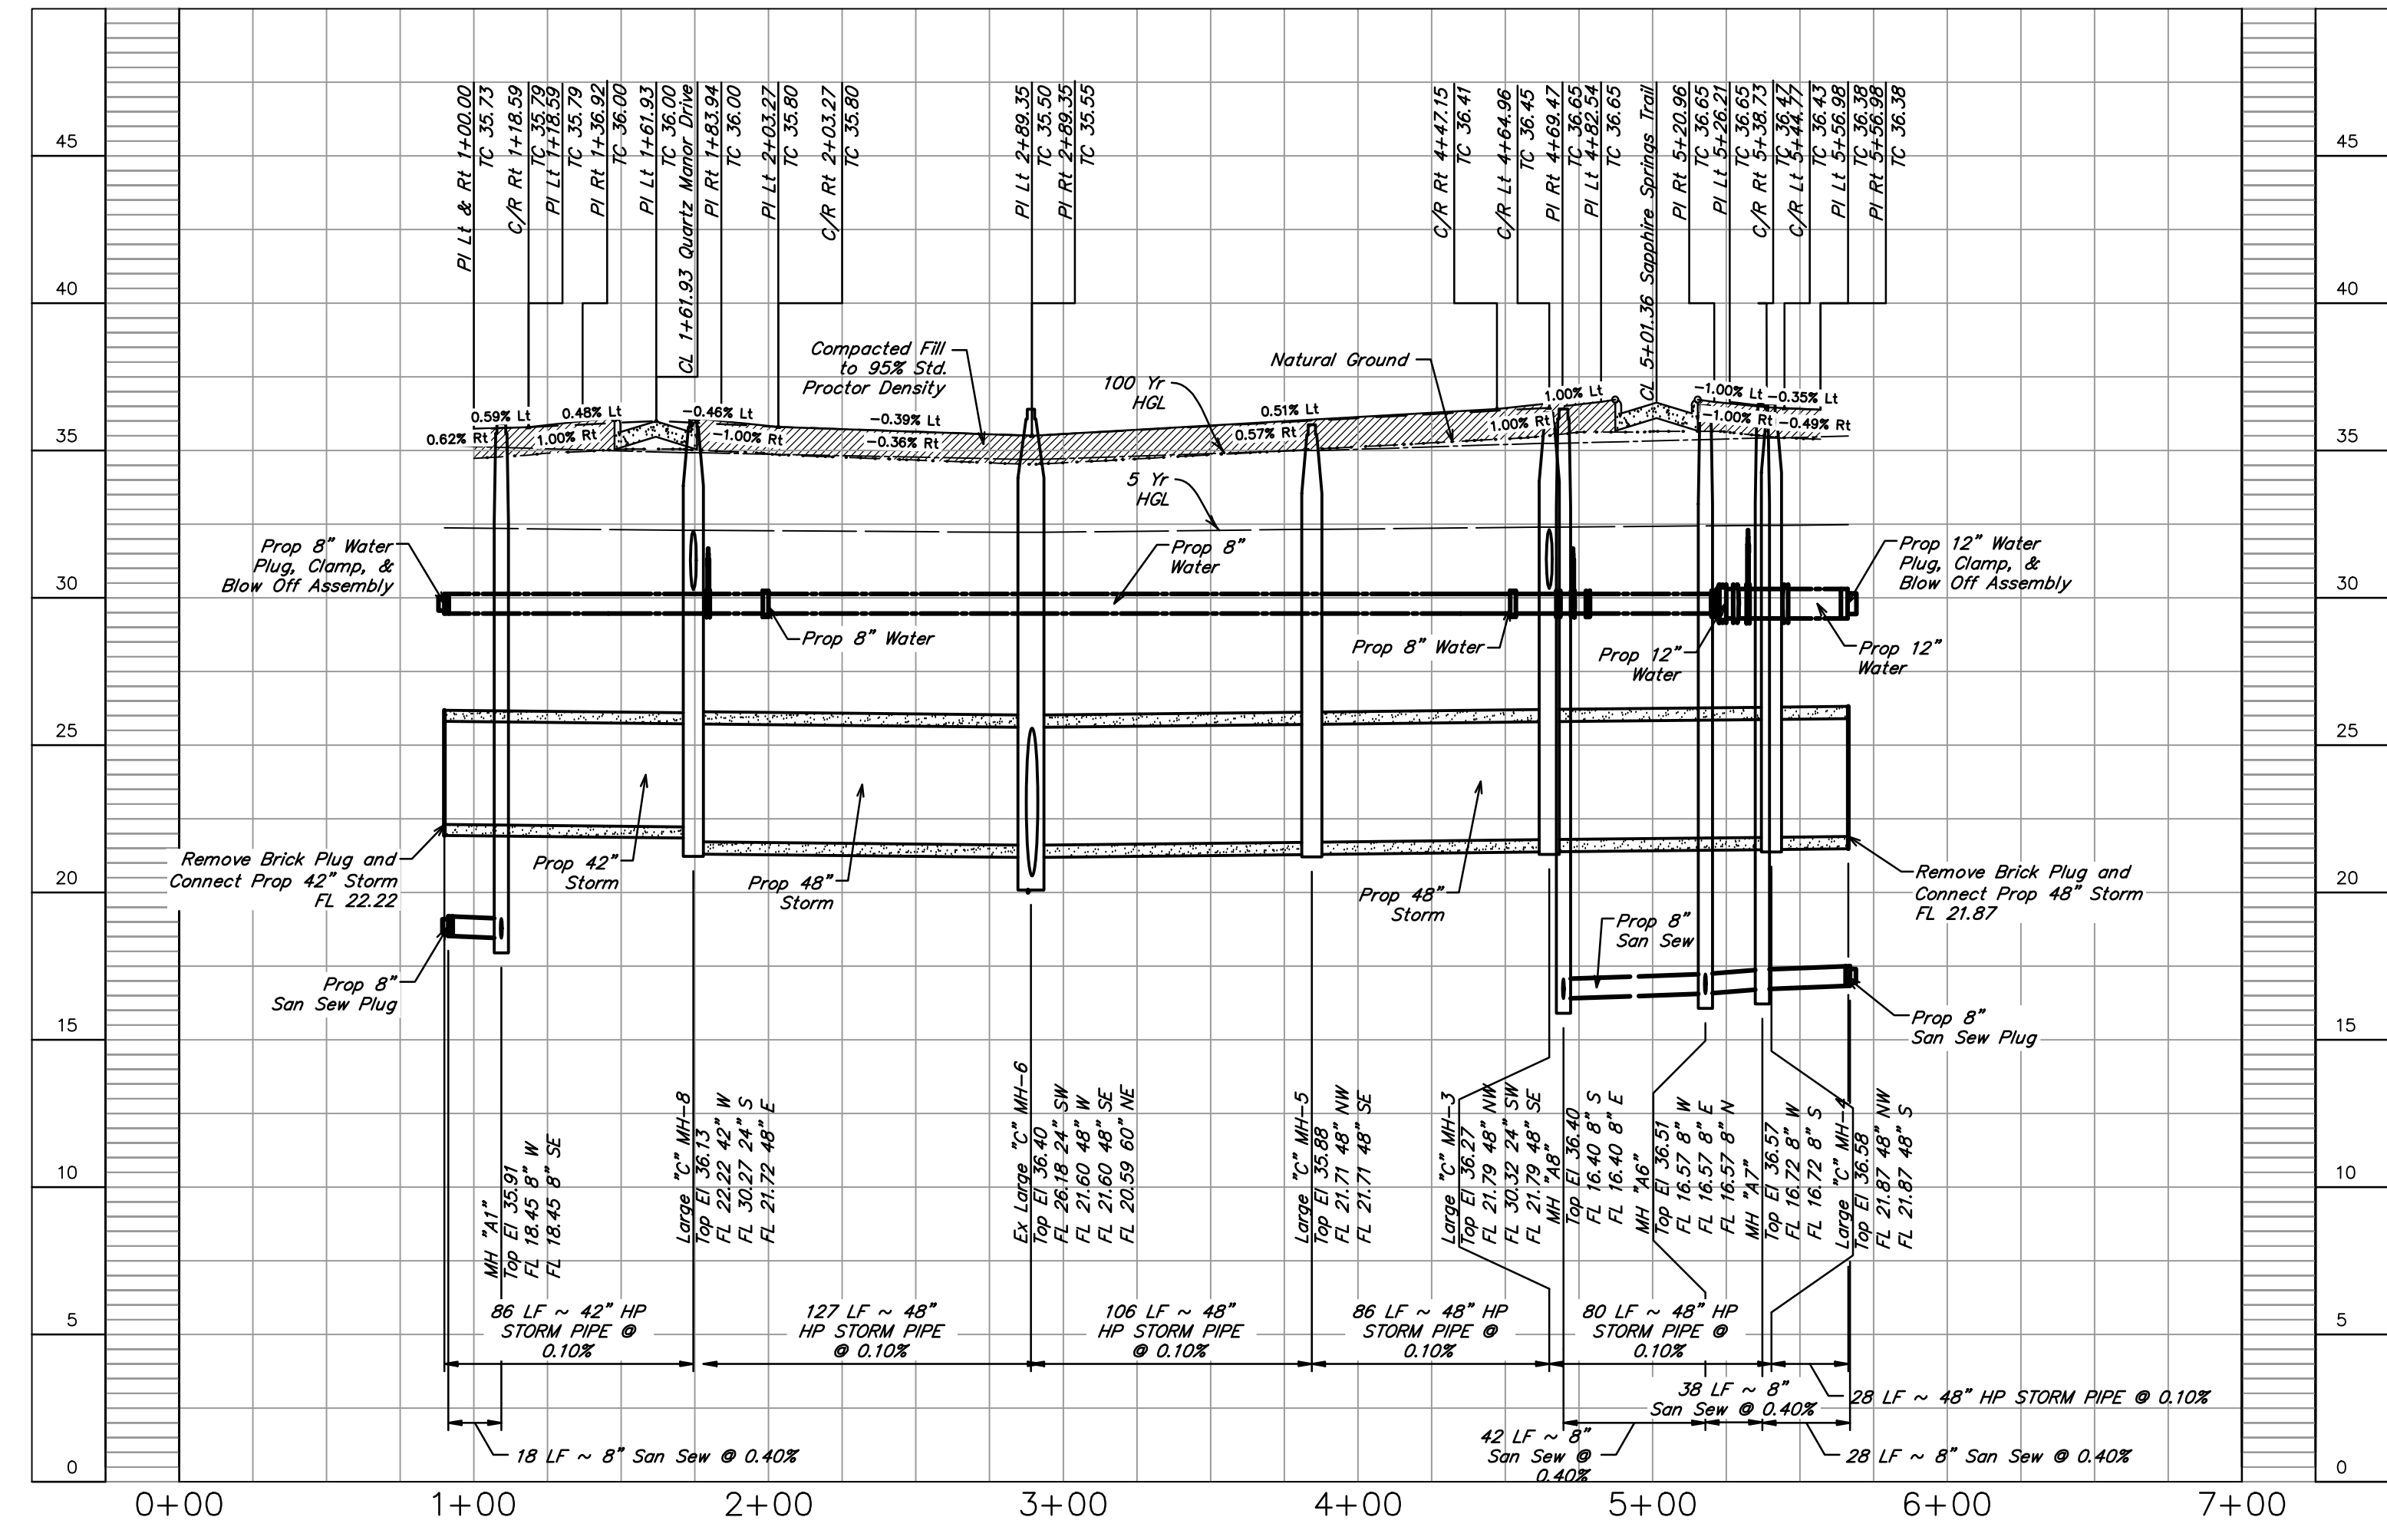 PI Lt & Rt 1+00.00
TC 35.73
C/R Rt 1+18.59
TC 35.79
PI Lt 1+18.59
TC 35.79
PI Rt 1+36.92
TC 36.00
PI Lt 1+61.93
TC 36.00
CL 1+61.93 Quartz Manor Drive
PI Rt 1+83.94
TC 36.00
PI Lt 2+03.27
TC 35.80
C/R Rt 2+03.27
TC 35.80
PI Lt 2+89.35
TC 35.50
PI Rt 2+89.35
TC 35.55
C/R Rt 4+47.15
TC 36.41
C/R Lt 4+64.96
TC 36.45
PI Rt 4+69.47
TC 36.65
PI Lt 4+82.54
TC 36.65
CL 5+01.36 Sapphire Springs Trail
PI Rt 5+20.96
TC 36.65
PI Lt 5+26.21
TC 36.65
C/R Rt 5+38.73
TC 36.47
C/R Lt 5+44.77
TC 36.43
PI Lt 5+56.98
TC 36.38
PI Rt 5+56.98
TC 36.38
45
45
40
40
35
35
30
30
25
25
20
20
15
15
10
10
5
5
0
0
0.59% Lt
0.62% Rt
0.48% Lt
1.00% Rt
-0.46% Lt
-1.00% Rt
-0.39% Lt
-0.36% Rt
0.51% Lt
0.57% Rt
1.00% Lt
1.00% Rt
-1.00% Lt
-0.35% Lt
-1.00% Rt
-0.49% Rt
Compacted Fill
to 95% Std.
Proctor Density
100 Yr
HGL
Natural Ground
5 Yr
HGL
Prop 8" Water
Plug, Clamp, &
Blow Off Assembly
Prop 8" Water
Prop 8"
Water
Prop 8" Water
Prop 12"
Water
Prop 12" Water
Plug, Clamp, &
Blow Off Assembly
Prop 12"
Water
Remove Brick Plug and
Connect Prop 42" Storm
FL 22.22
Prop 42"
Storm
Prop 48"
Storm
Prop 48"
Storm
Remove Brick Plug and
Connect Prop 48" Storm
FL 21.87
Prop 8"
San Sew Plug
Prop 8"
San Sew
Prop 8"
San Sew Plug
MH "A1"
Top El 35.91
FL 18.45 8" W
FL 18.45 8" SE
Large "C" MH-8
Top El 36.13
FL 22.22 42" W
FL 30.27 24" S
FL 21.72 48" E
Ex Large "C" MH-6
Top El 36.40
FL 26.18 24" SW
FL 21.60 48" W
FL 21.60 48" SE
FL 20.59 60" NE
Large "C" MH-5
Top El 35.88
FL 21.71 48" NW
FL 21.71 48" SE
Large "C" MH-3
Top El 36.27
FL 21.79 48" NW
FL 30.32 24" SW
FL 21.79 48" SE
MH "A8"
Top El 36.40
FL 16.40 8" S
FL 16.40 8" E
MH "A6"
Top El 36.51
FL 16.57 8" W
FL 16.57 8" E
FL 16.57 8" N
MH "A7"
Top El 36.57
FL 16.72 8" W
FL 16.72 8" S
Large "C" MH-4
Top El 36.58
FL 21.87 48" NW
FL 21.87 48" S
86 LF ~ 42" HP
STORM PIPE @
0.10%
127 LF ~ 48"
HP STORM PIPE
@ 0.10%
106 LF ~ 48"
HP STORM PIPE
@ 0.10%
86 LF ~ 48" HP
STORM PIPE @
0.10%
80 LF ~ 48" HP
STORM PIPE @
0.10%
28 LF ~ 48" HP STORM PIPE @ 0.10%
38 LF ~ 8"
San Sew @ 0.40%
18 LF ~ 8" San Sew @ 0.40%
42 LF ~ 8"
San Sew @
0.40%
28 LF ~ 8" San Sew @ 0.40%
0+00
1+00
2+00
3+00
4+00
5+00
6+00
7+00